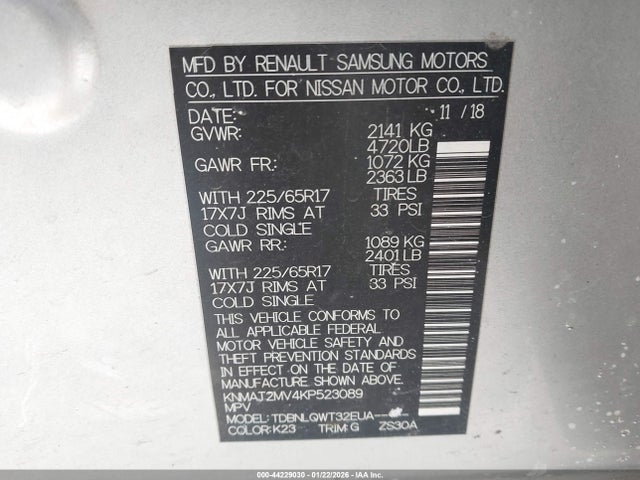 MFD BY RENAULT SAMSUNG MOTORS
CO., LTD. FOR NISSAN MOTOR CO., LTD.
DATE: 11 / 18
GVWR: 2141 KG
4720LB
GAWR FR: 1072 KG
2363 LB
WITH 225/65R17 TIRES
17X7J RIMS AT 33 PSI
COLD SINGLE
GAWR RR: 1089 KG
2401 LB
WITH 225/65R17 TIRES
17X7J RIMS AT 33 PSI
COLD SINGLE
THIS VEHICLE CONFORMS TO
ALL APPLICABLE FEDERAL
MOTOR VEHICLE SAFETY AND
THEFT PREVENTION STANDARDS
IN EFFECT ON THE DATE OF
MANUFACTURE SHOWN ABOVE.
KNMAJ2MV4KP523089
MPV
MODEL: TDBNLQWT32EUA-----
COLOR:K23 TRIM: G ZS30A
000-44229030 - 01/22/2026 - IAA Inc.